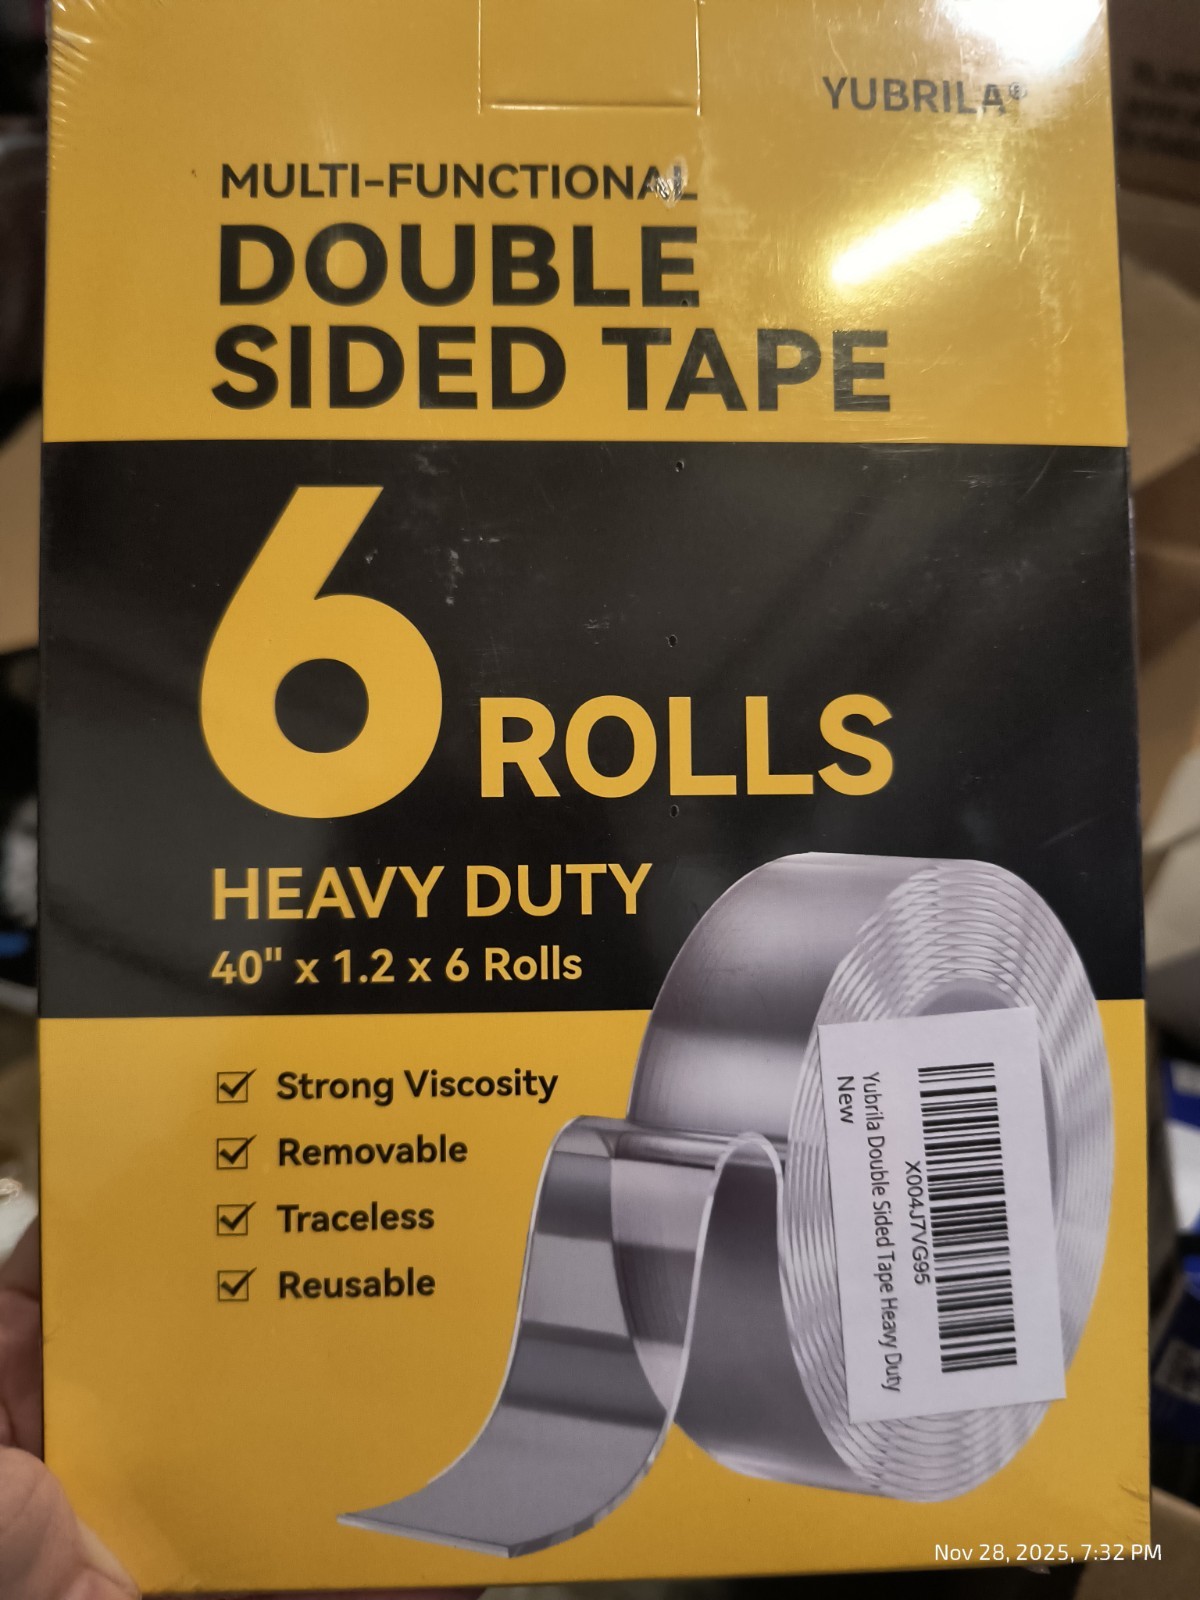 YUBRILA®
MULTI-FUNCTIONAL
DOUBLE
SIDED TAPE
6 ROLLS
HEAVY DUTY
40" x 1.2 x 6 Rolls
Strong Viscosity
Removable
Traceless
Reusable
X004J7VG95
Yubrila Double Sided Tape Heavy Duty
New
Nov 28, 2025, 7:32 PM